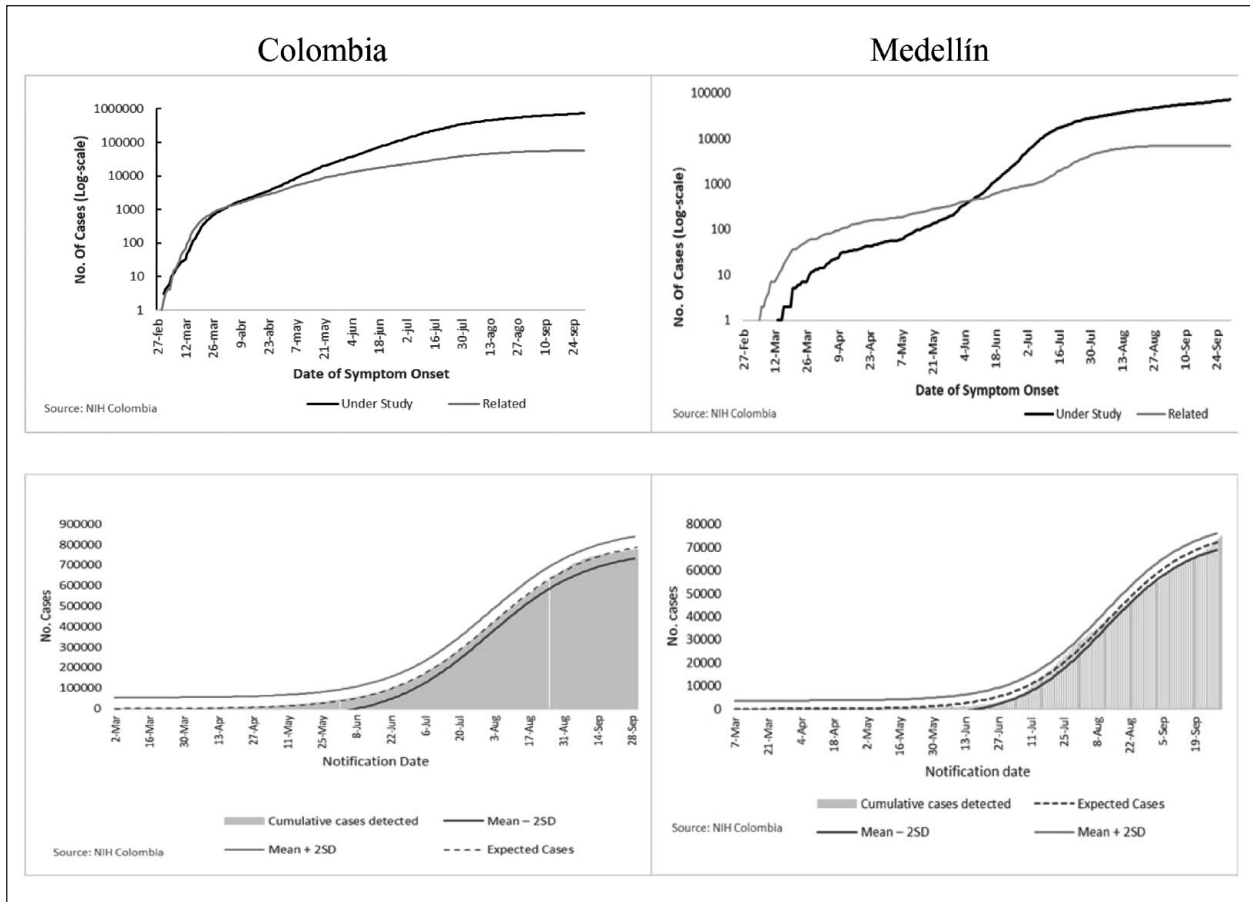 Colombia
Medellín
No. Of Cases (Log-scale)
1000000
100000
10000
1000
100
10
1
27-feb
12-mar
26-mar
9-abr
23-abr
7-may
21-may
4-jun
18-jun
2-jul
16-jul
30-jul
13-ago
27-ago
10-sep
24-sep
Date of Symptom Onset
Source: NIH Colombia
Under Study
Related
No. Of Cases (Log-scale)
100000
10000
1000
100
10
1
27-Feb
12-Mar
26-Mar
9-Apr
23-Apr
7-May
21-May
4-Jun
18-Jun
2-Jul
16-Jul
30-Jul
13-Aug
27-Aug
10-Sep
24-Sep
Date of Symptom Onset
Source: NIH Colombia
Under Study
Related
No. Cases
900000
800000
700000
600000
500000
400000
300000
200000
100000
0
2-Mar
16-Mar
30-Mar
13-Apr
27-Apr
11-May
25-May
8-Jun
22-Jun
6-Jul
20-Jul
3-Aug
17-Aug
31-Aug
14-Sep
28-Sep
Notification Date
Cumulative cases detected
Mean – 2SD
Mean + 2SD
Expected Cases
Source: NIH Colombia
No. cases
80000
70000
60000
50000
40000
30000
20000
10000
0
7-Mar
21-Mar
4-Apr
18-Apr
2-May
16-May
30-May
13-Jun
27-Jun
11-Jul
25-Jul
8-Aug
22-Aug
5-Sep
19-Sep
Notification date
Cumulative cases detected
Expected Cases
Mean – 2SD
Mean + 2SD
Source: NIH Colombia